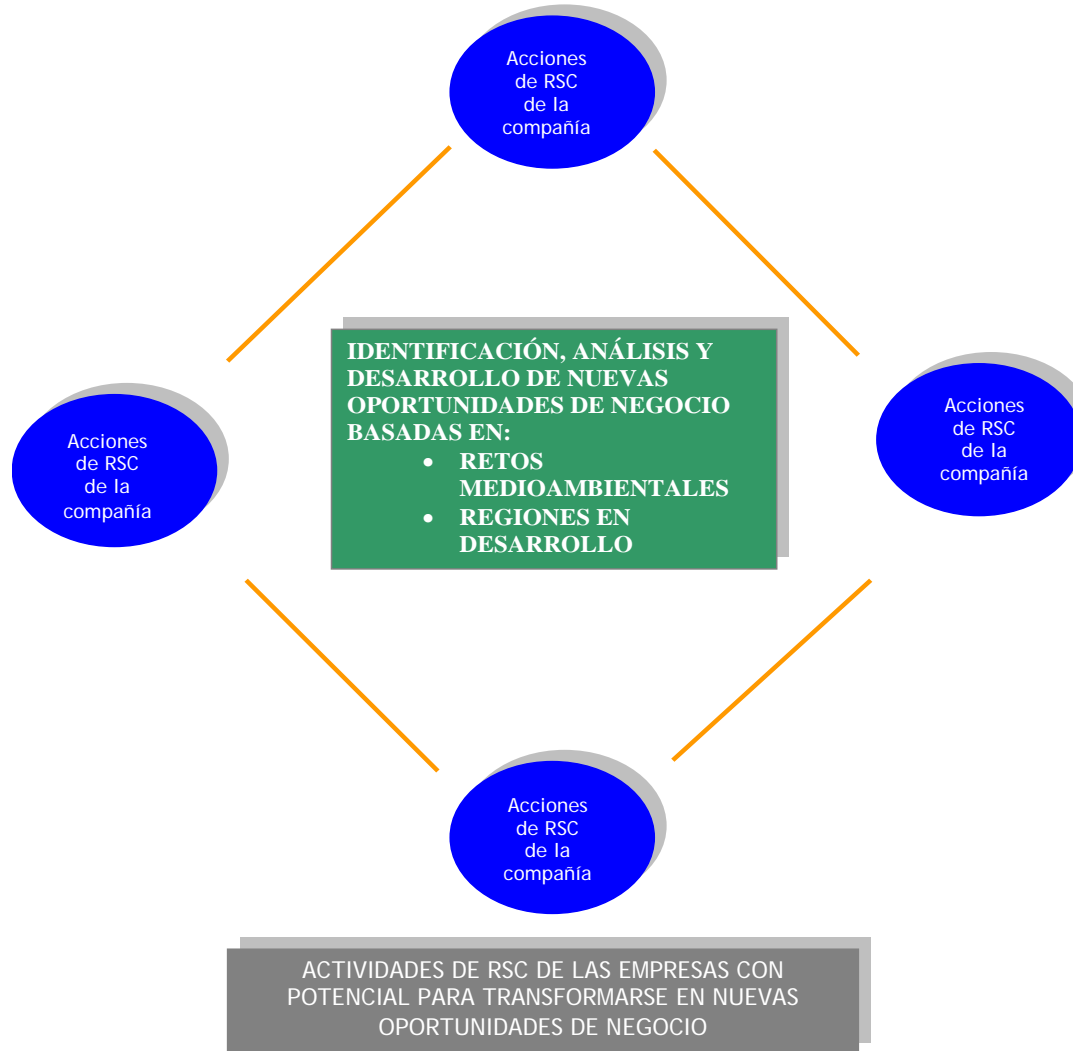 Acciones
de RSC
de la
compañía
IDENTIFICACIÓN, ANÁLISIS Y
DESARROLLO DE NUEVAS
OPORTUNIDADES DE NEGOCIO
BASADAS EN:
• RETOS
MEDIOAMBIENTALES
• REGIONES EN
DESARROLLO
Acciones
de RSC
de la
compañía
Acciones
de RSC
de la
compañía
Acciones
de RSC
de la
compañía
ACTIVIDADES DE RSC DE LAS EMPRESAS CON
POTENCIAL PARA TRANSFORMARSE EN NUEVAS
OPORTUNIDADES DE NEGOCIO